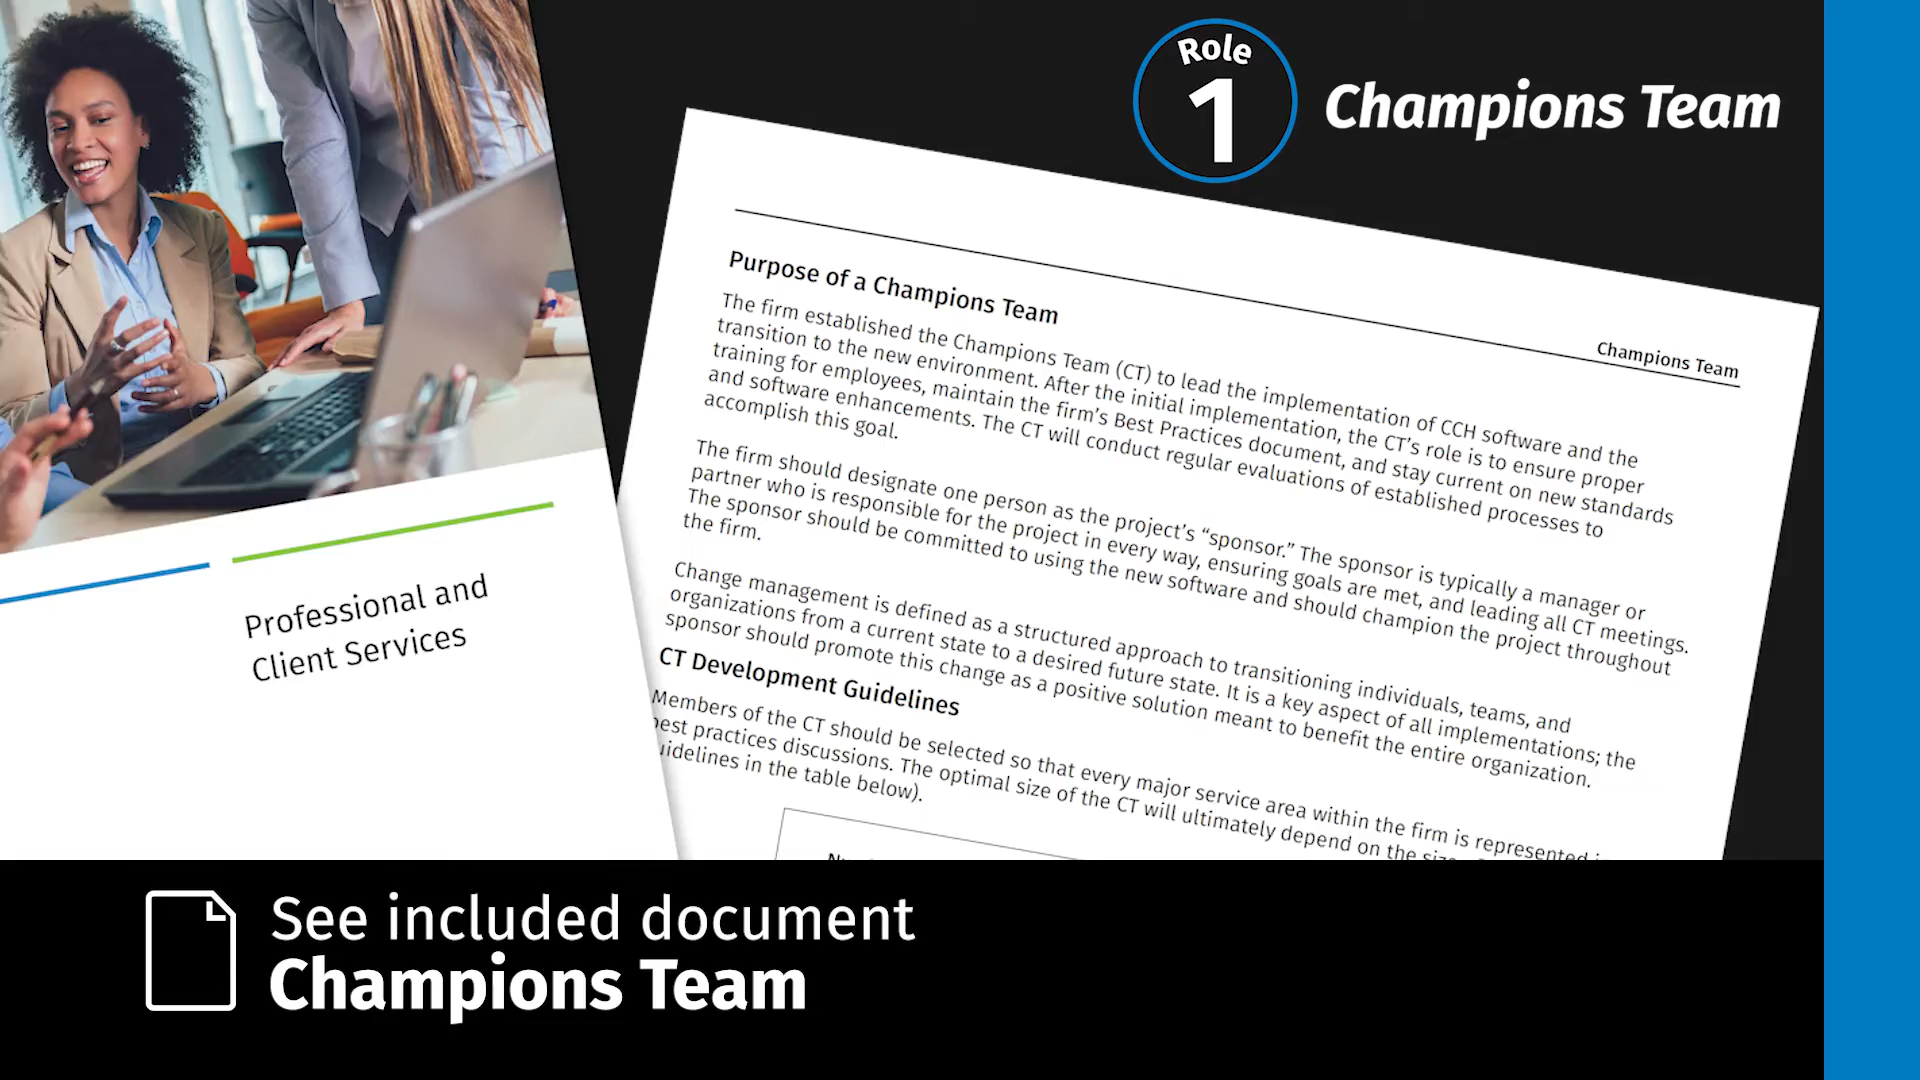 Role
1
Champions Team
Champions Team
Purpose of a Champions Team
The firm established the Champions Team (CT) to lead the implementation of CCH software and the
transition to the new environment. After the initial implementation, the CT's role is to ensure proper
training for employees, maintain the firm's Best Practices document, and stay current on new standards
and software enhancements. The CT will conduct regular evaluations of established processes to
accomplish this goal.
The firm should designate one person as the project's “sponsor.” The sponsor is typically a manager or
partner who is responsible for the project in every way, ensuring goals are met, and leading all CT meetings.
The sponsor should be committed to using the new software and should champion the project throughout
the firm.
Change management is defined as a structured approach to transitioning individuals, teams, and
organizations from a current state to a desired future state. It is a key aspect of all implementations; the
sponsor should promote this change as a positive solution meant to benefit the entire organization.
CT Development Guidelines
Members of the CT should be selected so that every major service area within the firm is represented
best practices discussions. The optimal size of the CT will ultimately depend on the
uidelines in the table below).
Professional and
Client Services
See included document
Champions Team